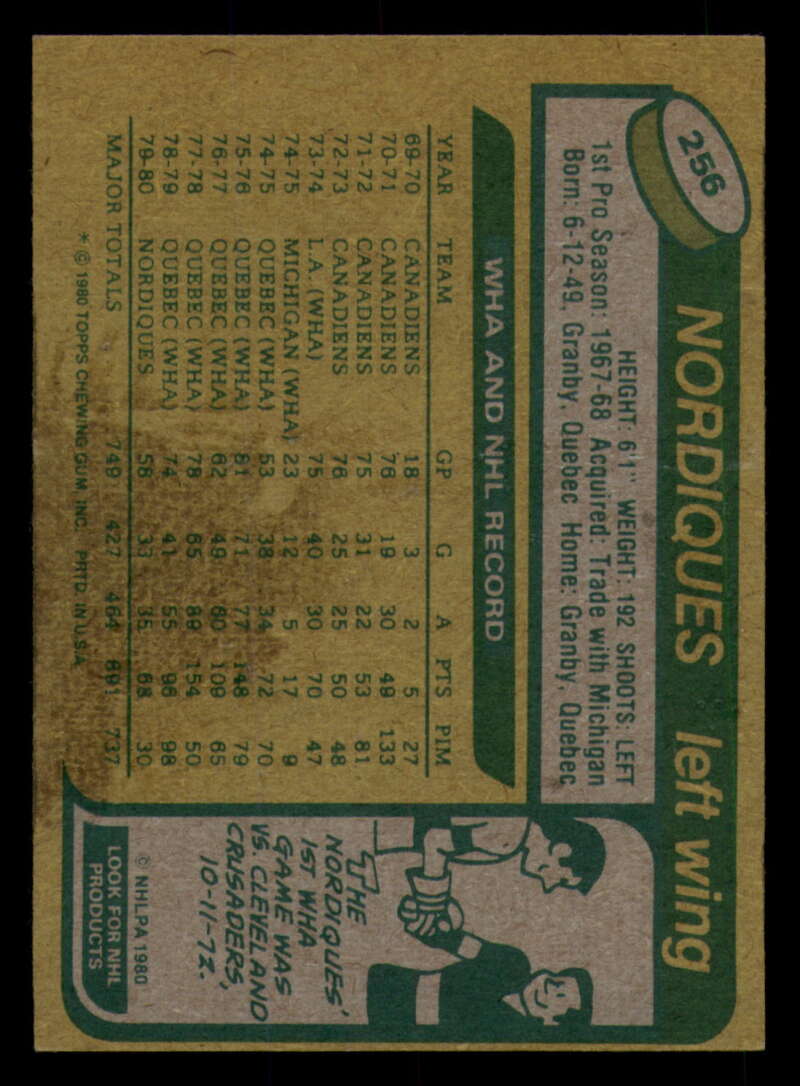 256
NORDIQUES left wing
HEIGHT: 6'1" WEIGHT: 192 SHOOTS: LEFT
1st Pro Season: 1967-68 Acquired: Trade with Michigan
Born: 6-12-49, Granby, Quebec Home: Granby, Quebec
WHA AND NHL RECORD
YEAR TEAM GP G A PTS PIM
69-70 CANADIENS 18 3 2 5 27
70-71 CANADIENS 76 19 30 49 133
71-72 CANADIENS 75 31 22 53 81
72-73 CANADIENS 76 25 25 50 48
73-74 L.A. (WHA) 75 40 30 70 47
74-75 MICHIGAN (WHA) 23 12 5 17 9
74-75 QUEBEC (WHA) 53 38 34 72 70
75-76 QUEBEC (WHA) 81 71 77 148 79
76-77 QUEBEC (WHA) 62 49 60 109 65
77-78 QUEBEC (WHA) 78 65 89 154 50
78-79 QUEBEC (WHA) 74 41 55 96 98
79-80 NORDIQUES 58 33 35 68 30
MAJOR TOTALS 749 427 464 891 737
* © 1980 TOPPS CHEWING GUM, INC. PRTD. IN U.S.A.
THE
NORDIQUES'
1ST WHA
GAME WAS
VS. CLEVELAND
CRUSADERS,
10-11-72.
© NHLPA 1980
LOOK FOR NHL
PRODUCTS